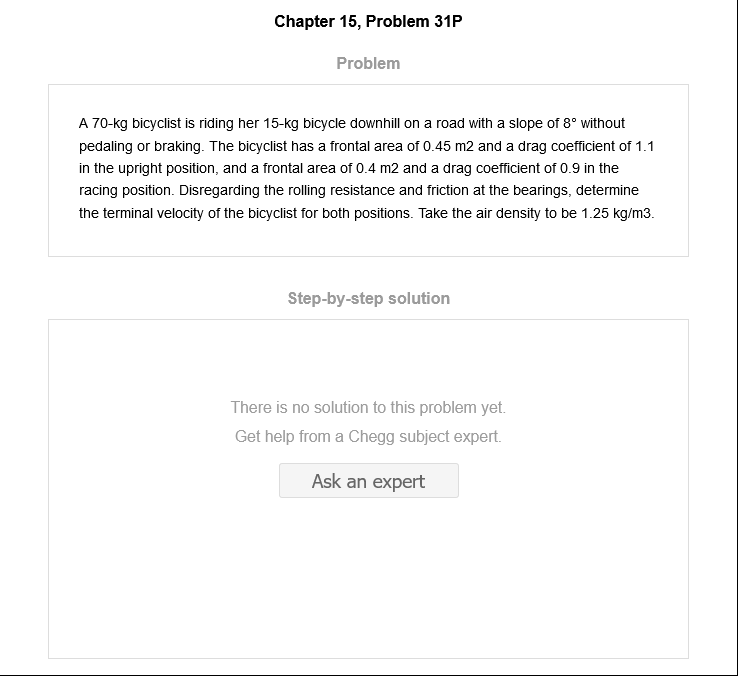 Chapter 15, Problem 31P
Problem
A 70-kg bicyclist is riding her 15-kg bicycle downhill on a road with a slope of 8° without
pedaling or braking. The bicyclist has a frontal area of 0.45 m2 and a drag coefficient of 1.1
in the upright position, and a frontal area of 0.4 m2 and a drag coefficient of 0.9 in the
racing position. Disregarding the rolling resistance and friction at the bearings, determine
the terminal velocity of the bicyclist for both positions. Take the air density to be 1.25 kg/m3.
Step-by-step solution
There is no solution to this problem yet.
Get help from a Chegg subject expert.
Ask an expert